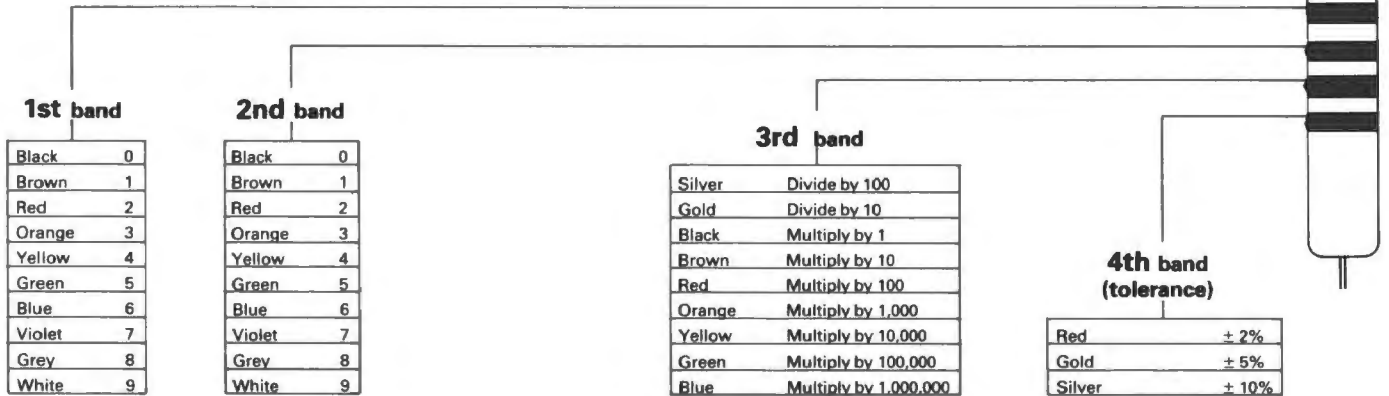 1st band
Black 0
Brown 1
Red 2
Orange 3
Yellow 4
Green 5
Blue 6
Violet 7
Grey 8
White 9
2nd band
Black 0
Brown 1
Red 2
Orange 3
Yellow 4
Green 5
Blue 6
Violet 7
Grey 8
White 9
3rd band
Silver Divide by 100
Gold Divide by 10
Black Multiply by 1
Brown Multiply by 10
Red Multiply by 100
Orange Multiply by 1,000
Yellow Multiply by 10,000
Green Multiply by 100,000
Blue Multiply by 1,000,000
4th band
(tolerance)
Red ± 2%
Gold ± 5%
Silver ± 10%